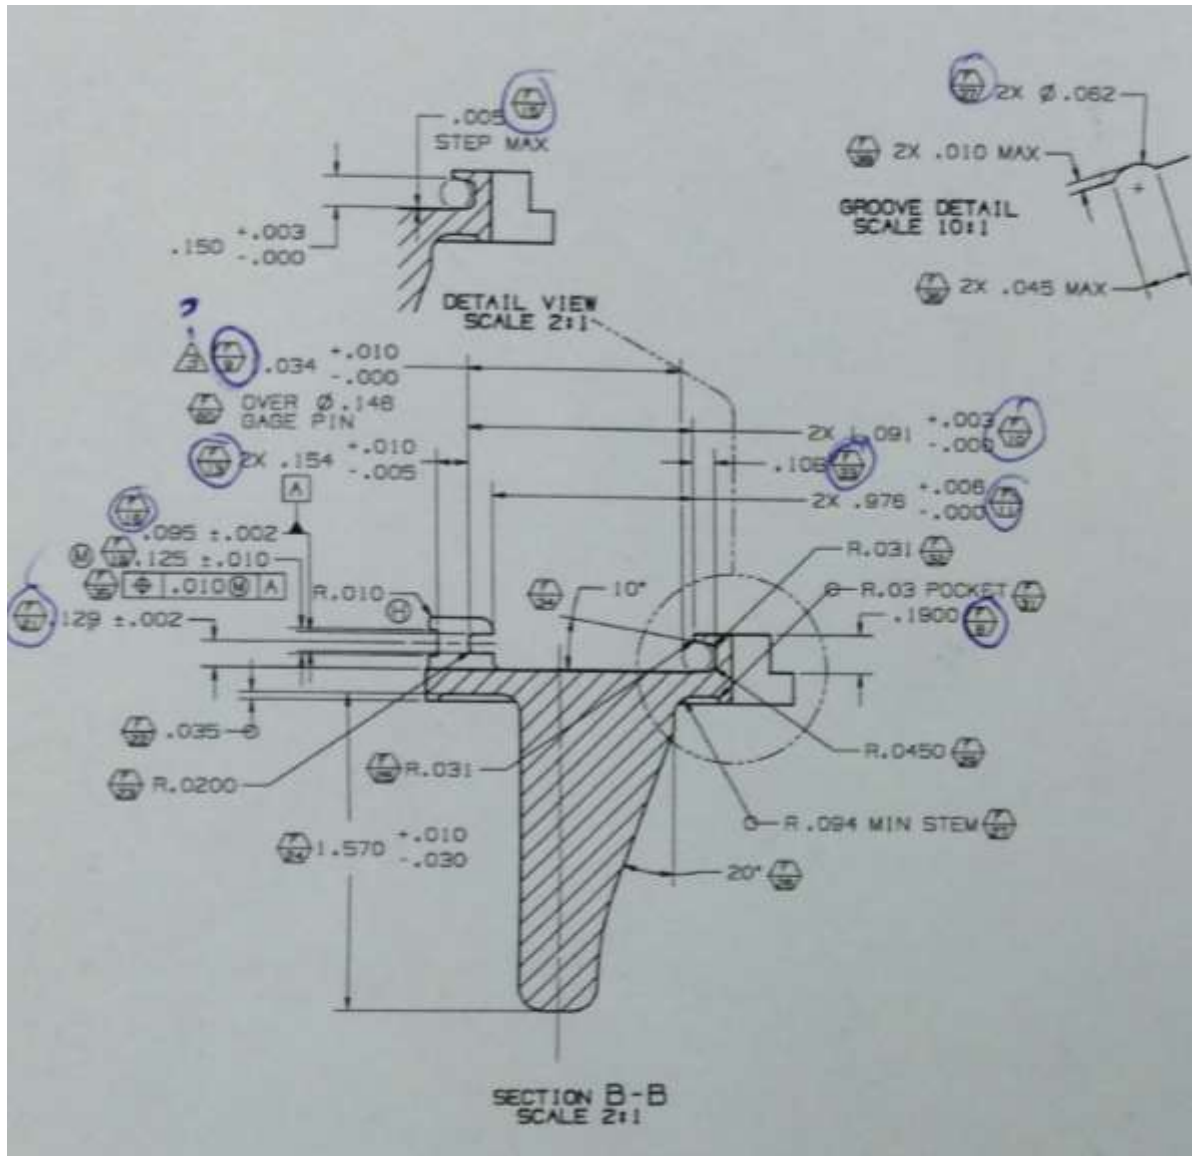 .005
STEP MAX
.150 +.003
-.000
DETAIL VIEW
SCALE 2:1
2X Ø.062
2X .010 MAX
GROOVE DETAIL
SCALE 10:1
2X .045 MAX
.034 +.010
-.000
OVER Ø.148
GAGE PIN
2X .154 +.010
-.005
2X 1.091 +.003
-.000
.108
2X .976 +.006
-.000
A
.095 ±.002
M .125 ±.010
.010 M A
.129 ±.002
R.010
H
10°
R.031
R.03 POCKET
.1900
.035
R.0200
R.031
R.0450
R.094 MIN STEM
1.570 +.010
-.030
20°
SECTION B-B
SCALE 2:1